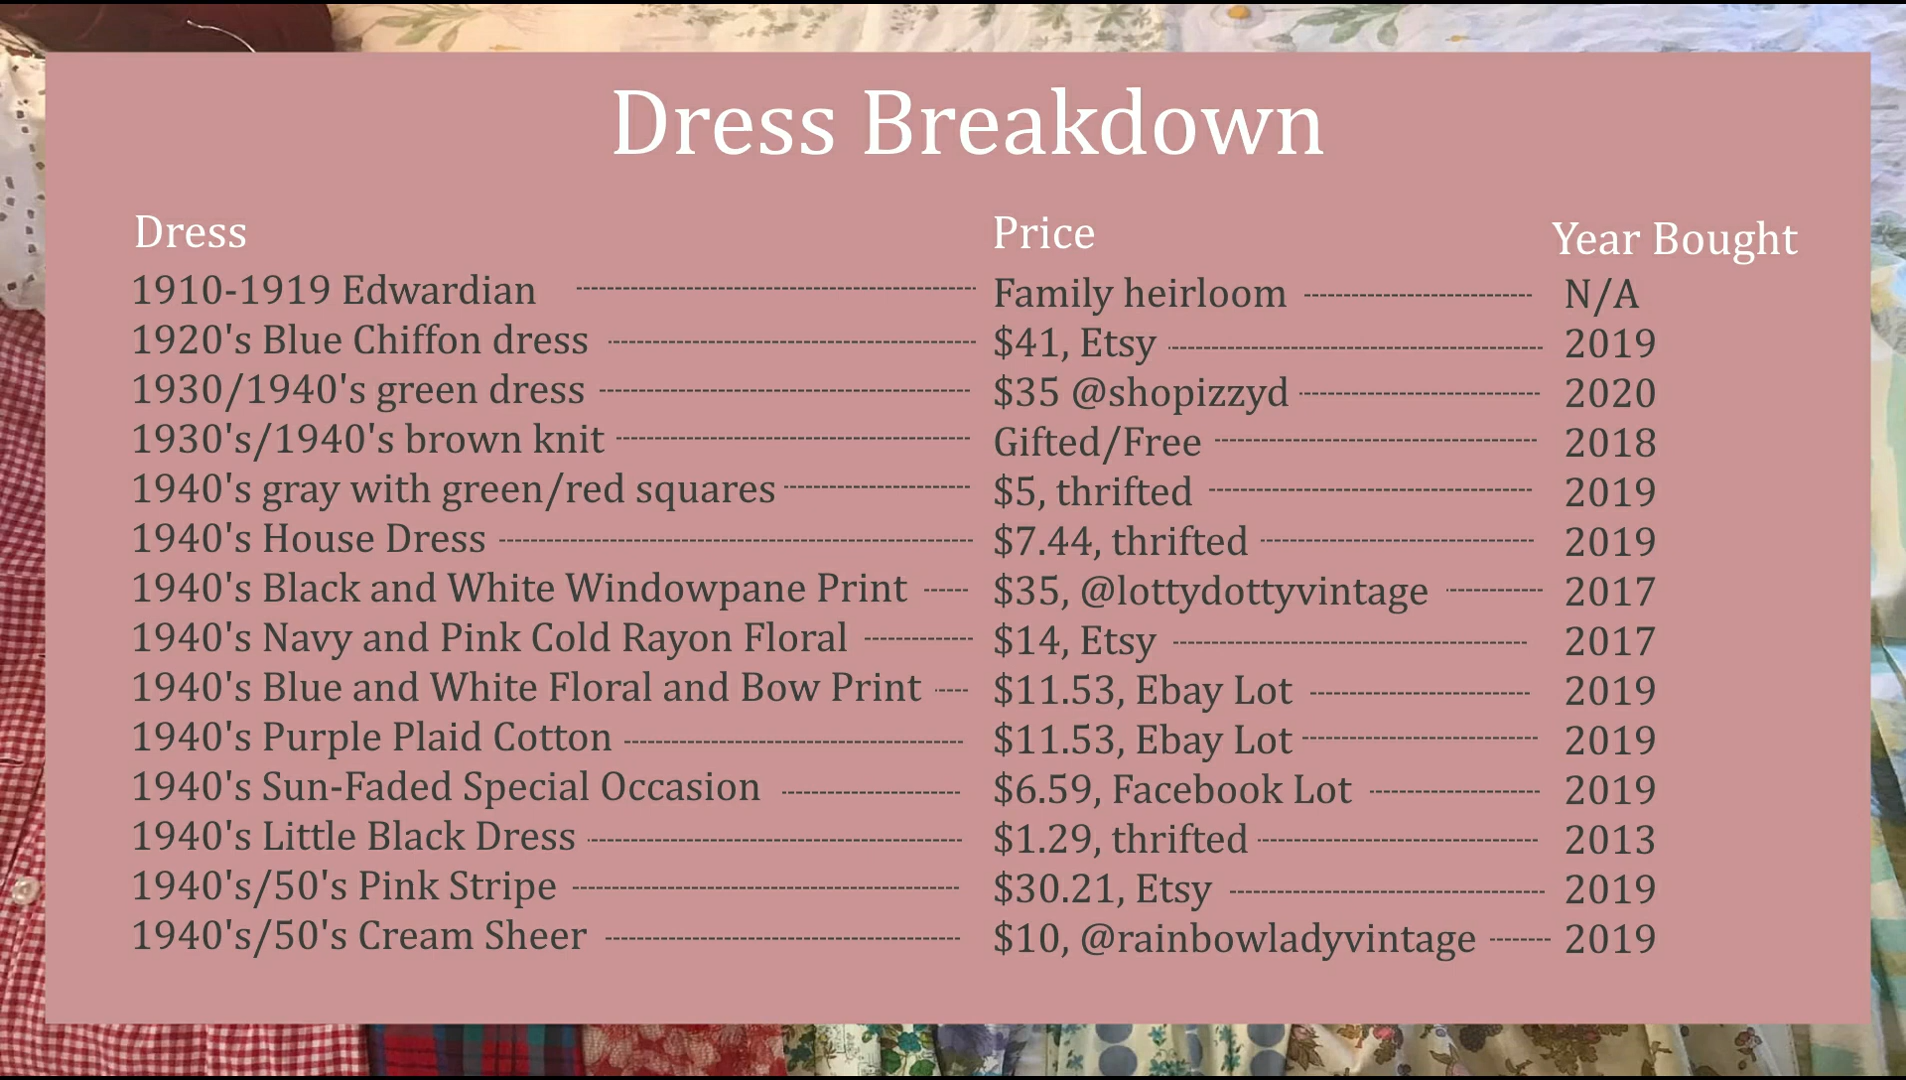 Dress Breakdown
Dress Price Year Bought
1910-1919 Edwardian Family heirloom N/A
1920's Blue Chiffon dress $41, Etsy 2019
1930/1940's green dress $35 @shopizzyd 2020
1930's/1940's brown knit Gifted/Free 2018
1940's gray with green/red squares $5, thrifted 2019
1940's House Dress $7.44, thrifted 2019
1940's Black and White Windowpane Print $35, @lottydottyvintage 2017
1940's Navy and Pink Cold Rayon Floral $14, Etsy 2017
1940's Blue and White Floral and Bow Print $11.53, Ebay Lot 2019
1940's Purple Plaid Cotton $11.53, Ebay Lot 2019
1940's Sun-Faded Special Occasion $6.59, Facebook Lot 2019
1940's Little Black Dress $1.29, thrifted 2013
1940's/50's Pink Stripe $30.21, Etsy 2019
1940's/50's Cream Sheer $10, @rainbowladyvintage 2019